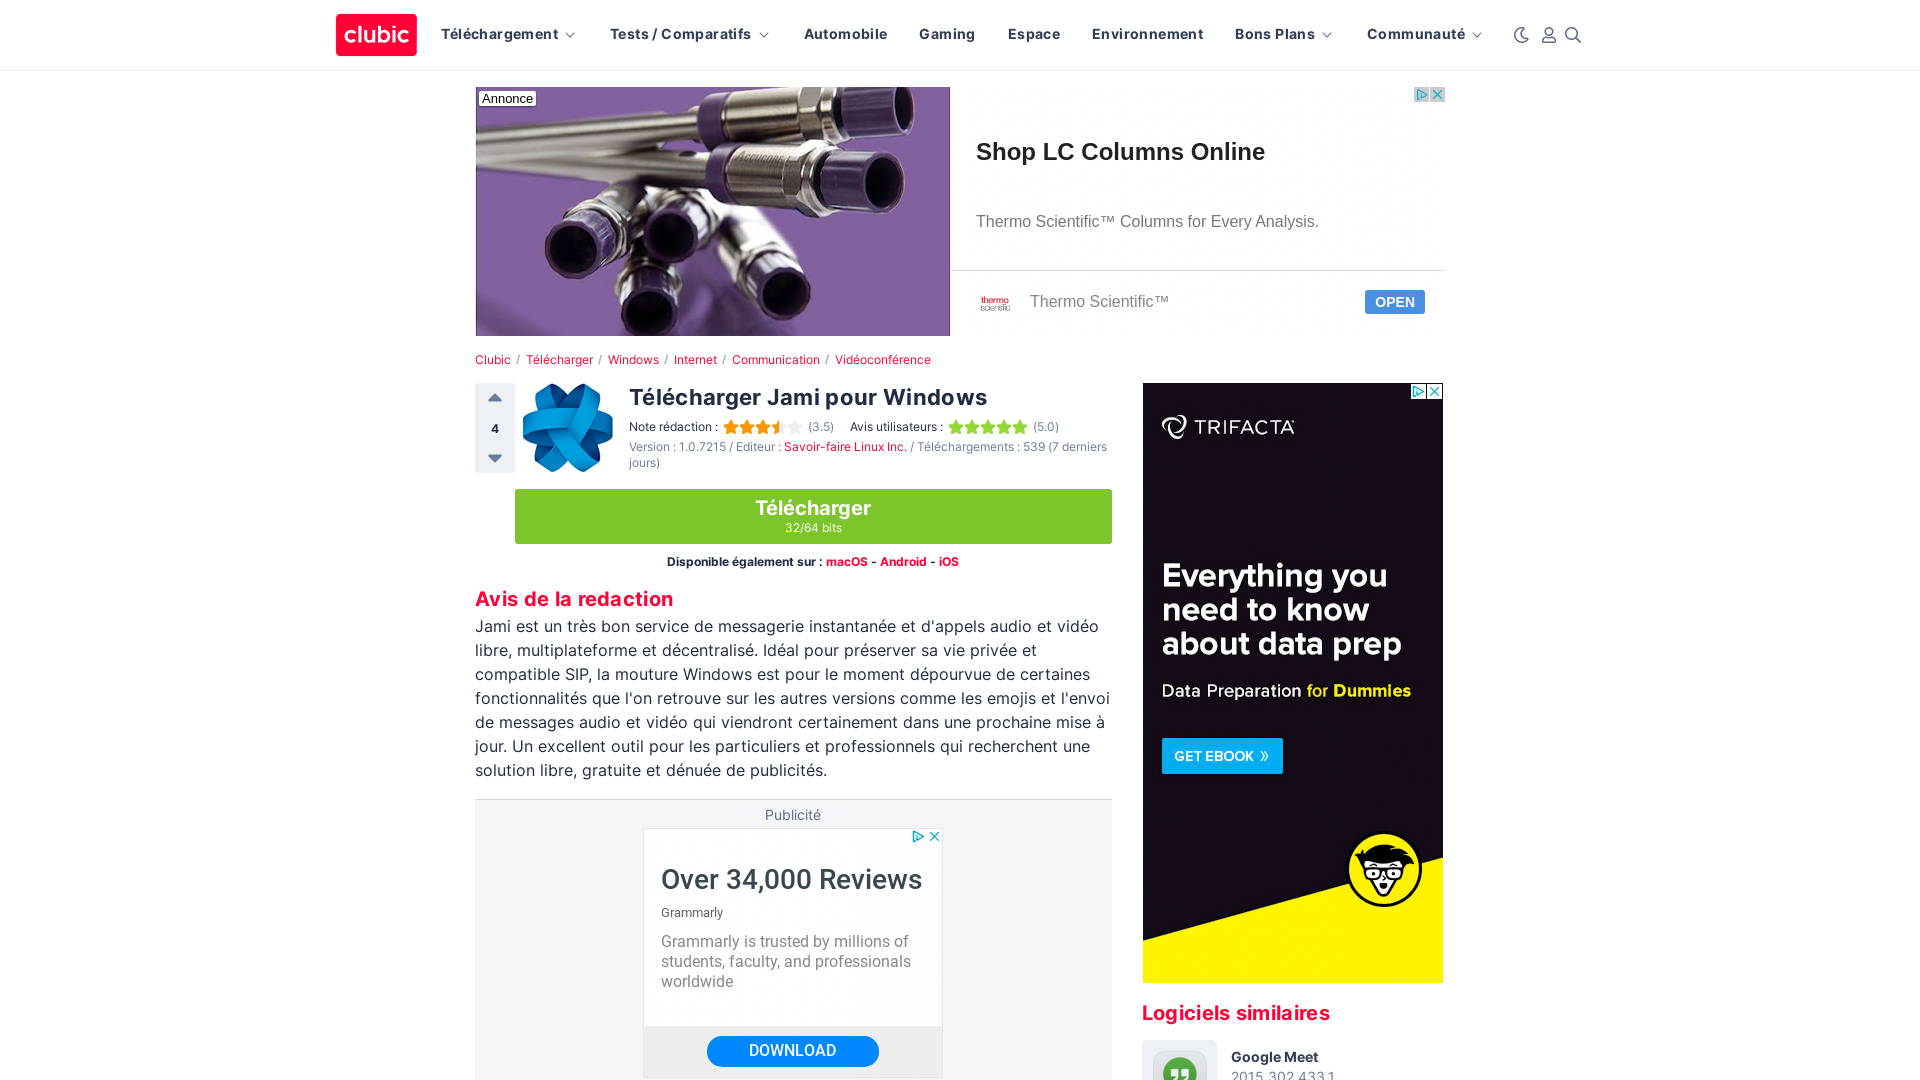 clubic
Téléchargement
Tests / Comparatifs
Automobile
Gaming
Espace
Environnement
Bons Plans
Communauté
Annonce
ACCUCORE
Shop LC Columns Online
Thermo Scientific™ Columns for Every Analysis.
thermo
scientific
Thermo Scientific™
OPEN
Clubic / Télécharger / Windows / Internet / Communication / Vidéoconférence
4
Télécharger Jami pour Windows
Note rédaction : (3.5) Avis utilisateurs : (5.0)
Version : 1.0.7215 / Editeur : Savoir-faire Linux Inc. / Téléchargements : 539 (7 derniers
jours)
Télécharger
32/64 bits
Disponible également sur : macOS - Android - iOS
Avis de la redaction
Jami est un très bon service de messagerie instantanée et d'appels audio et vidéo
libre, multiplateforme et décentralisé. Idéal pour préserver sa vie privée et
compatible SIP, la mouture Windows est pour le moment dépourvue de certaines
fonctionnalités que l'on retrouve sur les autres versions comme les emojis et l'envoi
de messages audio et vidéo qui viendront certainement dans une prochaine mise à
jour. Un excellent outil pour les particuliers et professionnels qui recherchent une
solution libre, gratuite et dénuée de publicités.
Publicité
Over 34,000 Reviews
Grammarly
Grammarly is trusted by millions of
students, faculty, and professionals
worldwide
DOWNLOAD
TRIFACTA
Everything you
need to know
about data prep
Data Preparation for Dummies
GET EBOOK »
Logiciels similaires
Google Meet
2015.302.433.1